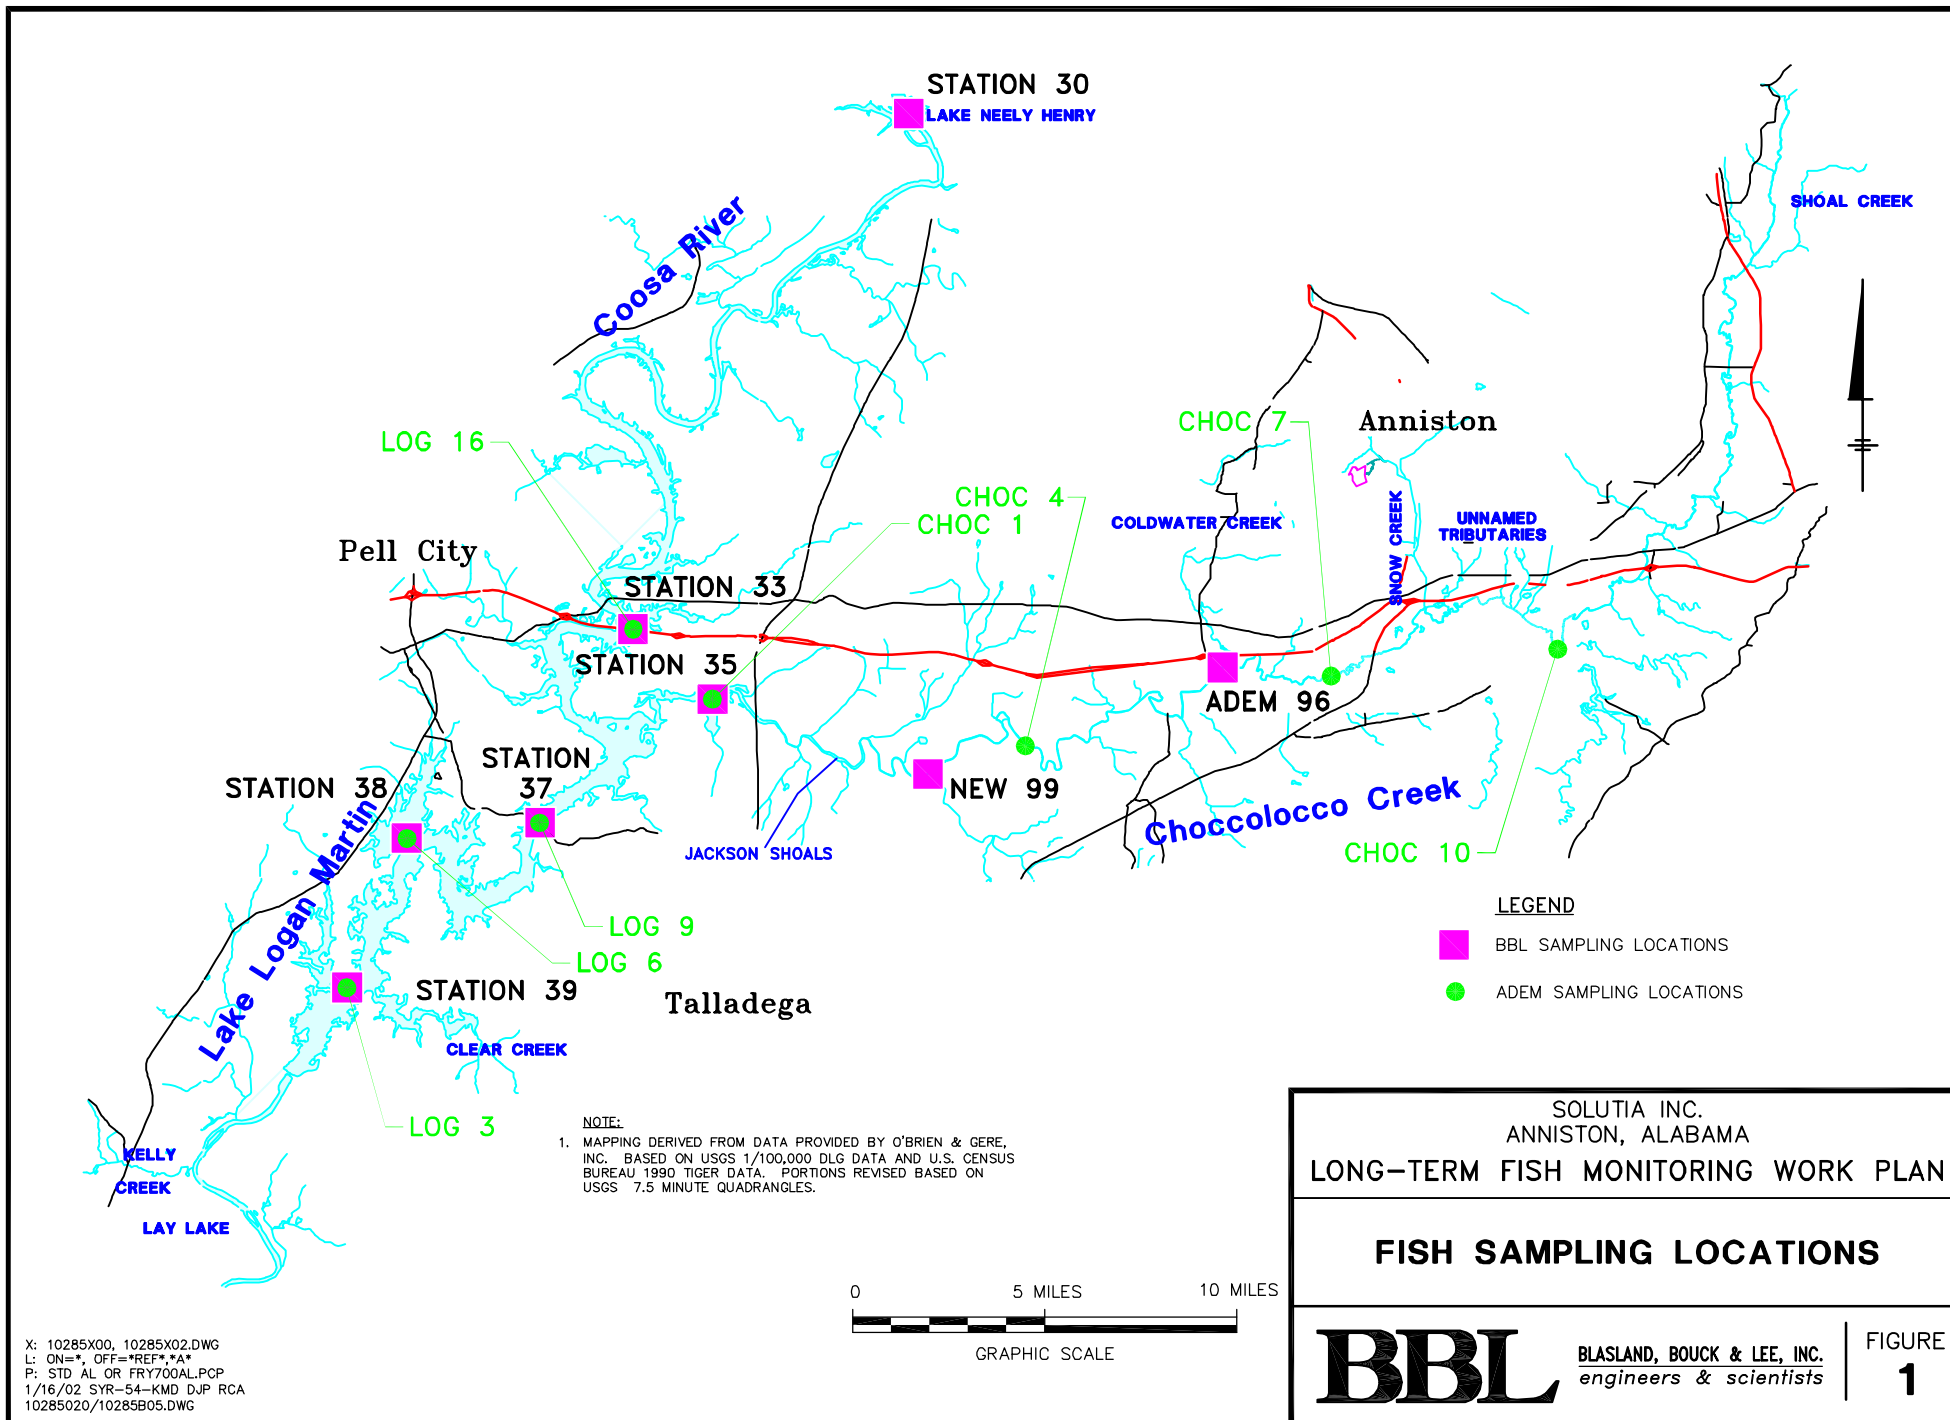 STATION 30
LAKE NEELY HENRY
SHOAL CREEK
Coosa River
LOG 16
CHOC 7
Anniston
CHOC 4
CHOC 1
COLDWATER CREEK
SNOW CREEK
UNNAMED
TRIBUTARIES
Pell City
STATION 33
STATION 35
ADEM 96
STATION
37
STATION 38
NEW 99
Choccolocco Creek
JACKSON SHOALS
CHOC 10
Lake Logan Martin
LOG 9
LOG 6
STATION 39
Talladega
CLEAR CREEK
LOG 3
KELLY
CREEK
LAY LAKE
LEGEND
BBL SAMPLING LOCATIONS
ADEM SAMPLING LOCATIONS
NOTE:
1. MAPPING DERIVED FROM DATA PROVIDED BY O'BRIEN & GERE,
INC. BASED ON USGS 1/100,000 DLG DATA AND U.S. CENSUS
BUREAU 1990 TIGER DATA. PORTIONS REVISED BASED ON
USGS 7.5 MINUTE QUADRANGLES.
0 5 MILES 10 MILES
GRAPHIC SCALE
SOLUTIA INC.
ANNISTON, ALABAMA
LONG-TERM FISH MONITORING WORK PLAN
FISH SAMPLING LOCATIONS
BBL
BLASLAND, BOUCK & LEE, INC.
engineers & scientists
FIGURE
1
X: 10285X00, 10285X02.DWG
L: ON=*, OFF=*REF*,*A*
P: STD AL OR FRY700AL.PCP
1/16/02 SYR-54-KMD DJP RCA
10285020/10285B05.DWG